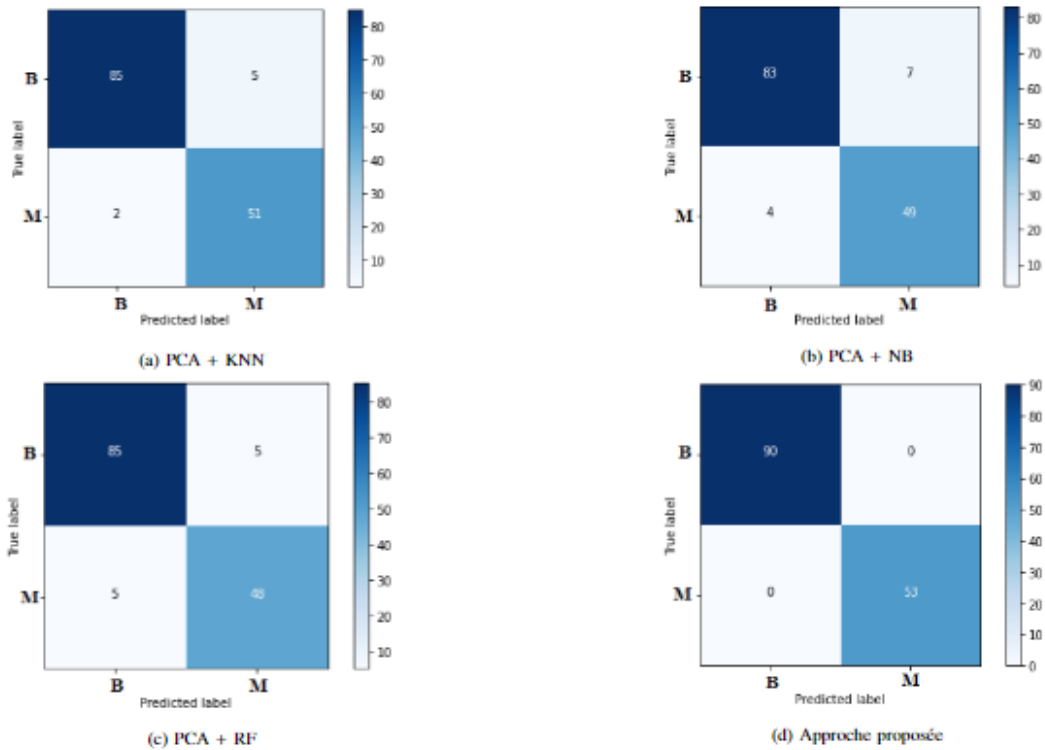 80
70
B
85
5
60
50
True label
40
30
M
2
51
20
10
B
M
Predicted label
(a) PCA + KNN
80
70
B
83
7
60
50
True label
40
30
M
4
49
20
10
B
M
Predicted label
(b) PCA + NB
80
70
B
85
5
60
50
True label
40
30
M
5
48
20
10
B
M
Predicted label
(c) PCA + RF
90
80
B
90
0
70
60
50
True label
40
30
M
0
53
20
10
0
B
M
Predicted label
(d) Approche proposée